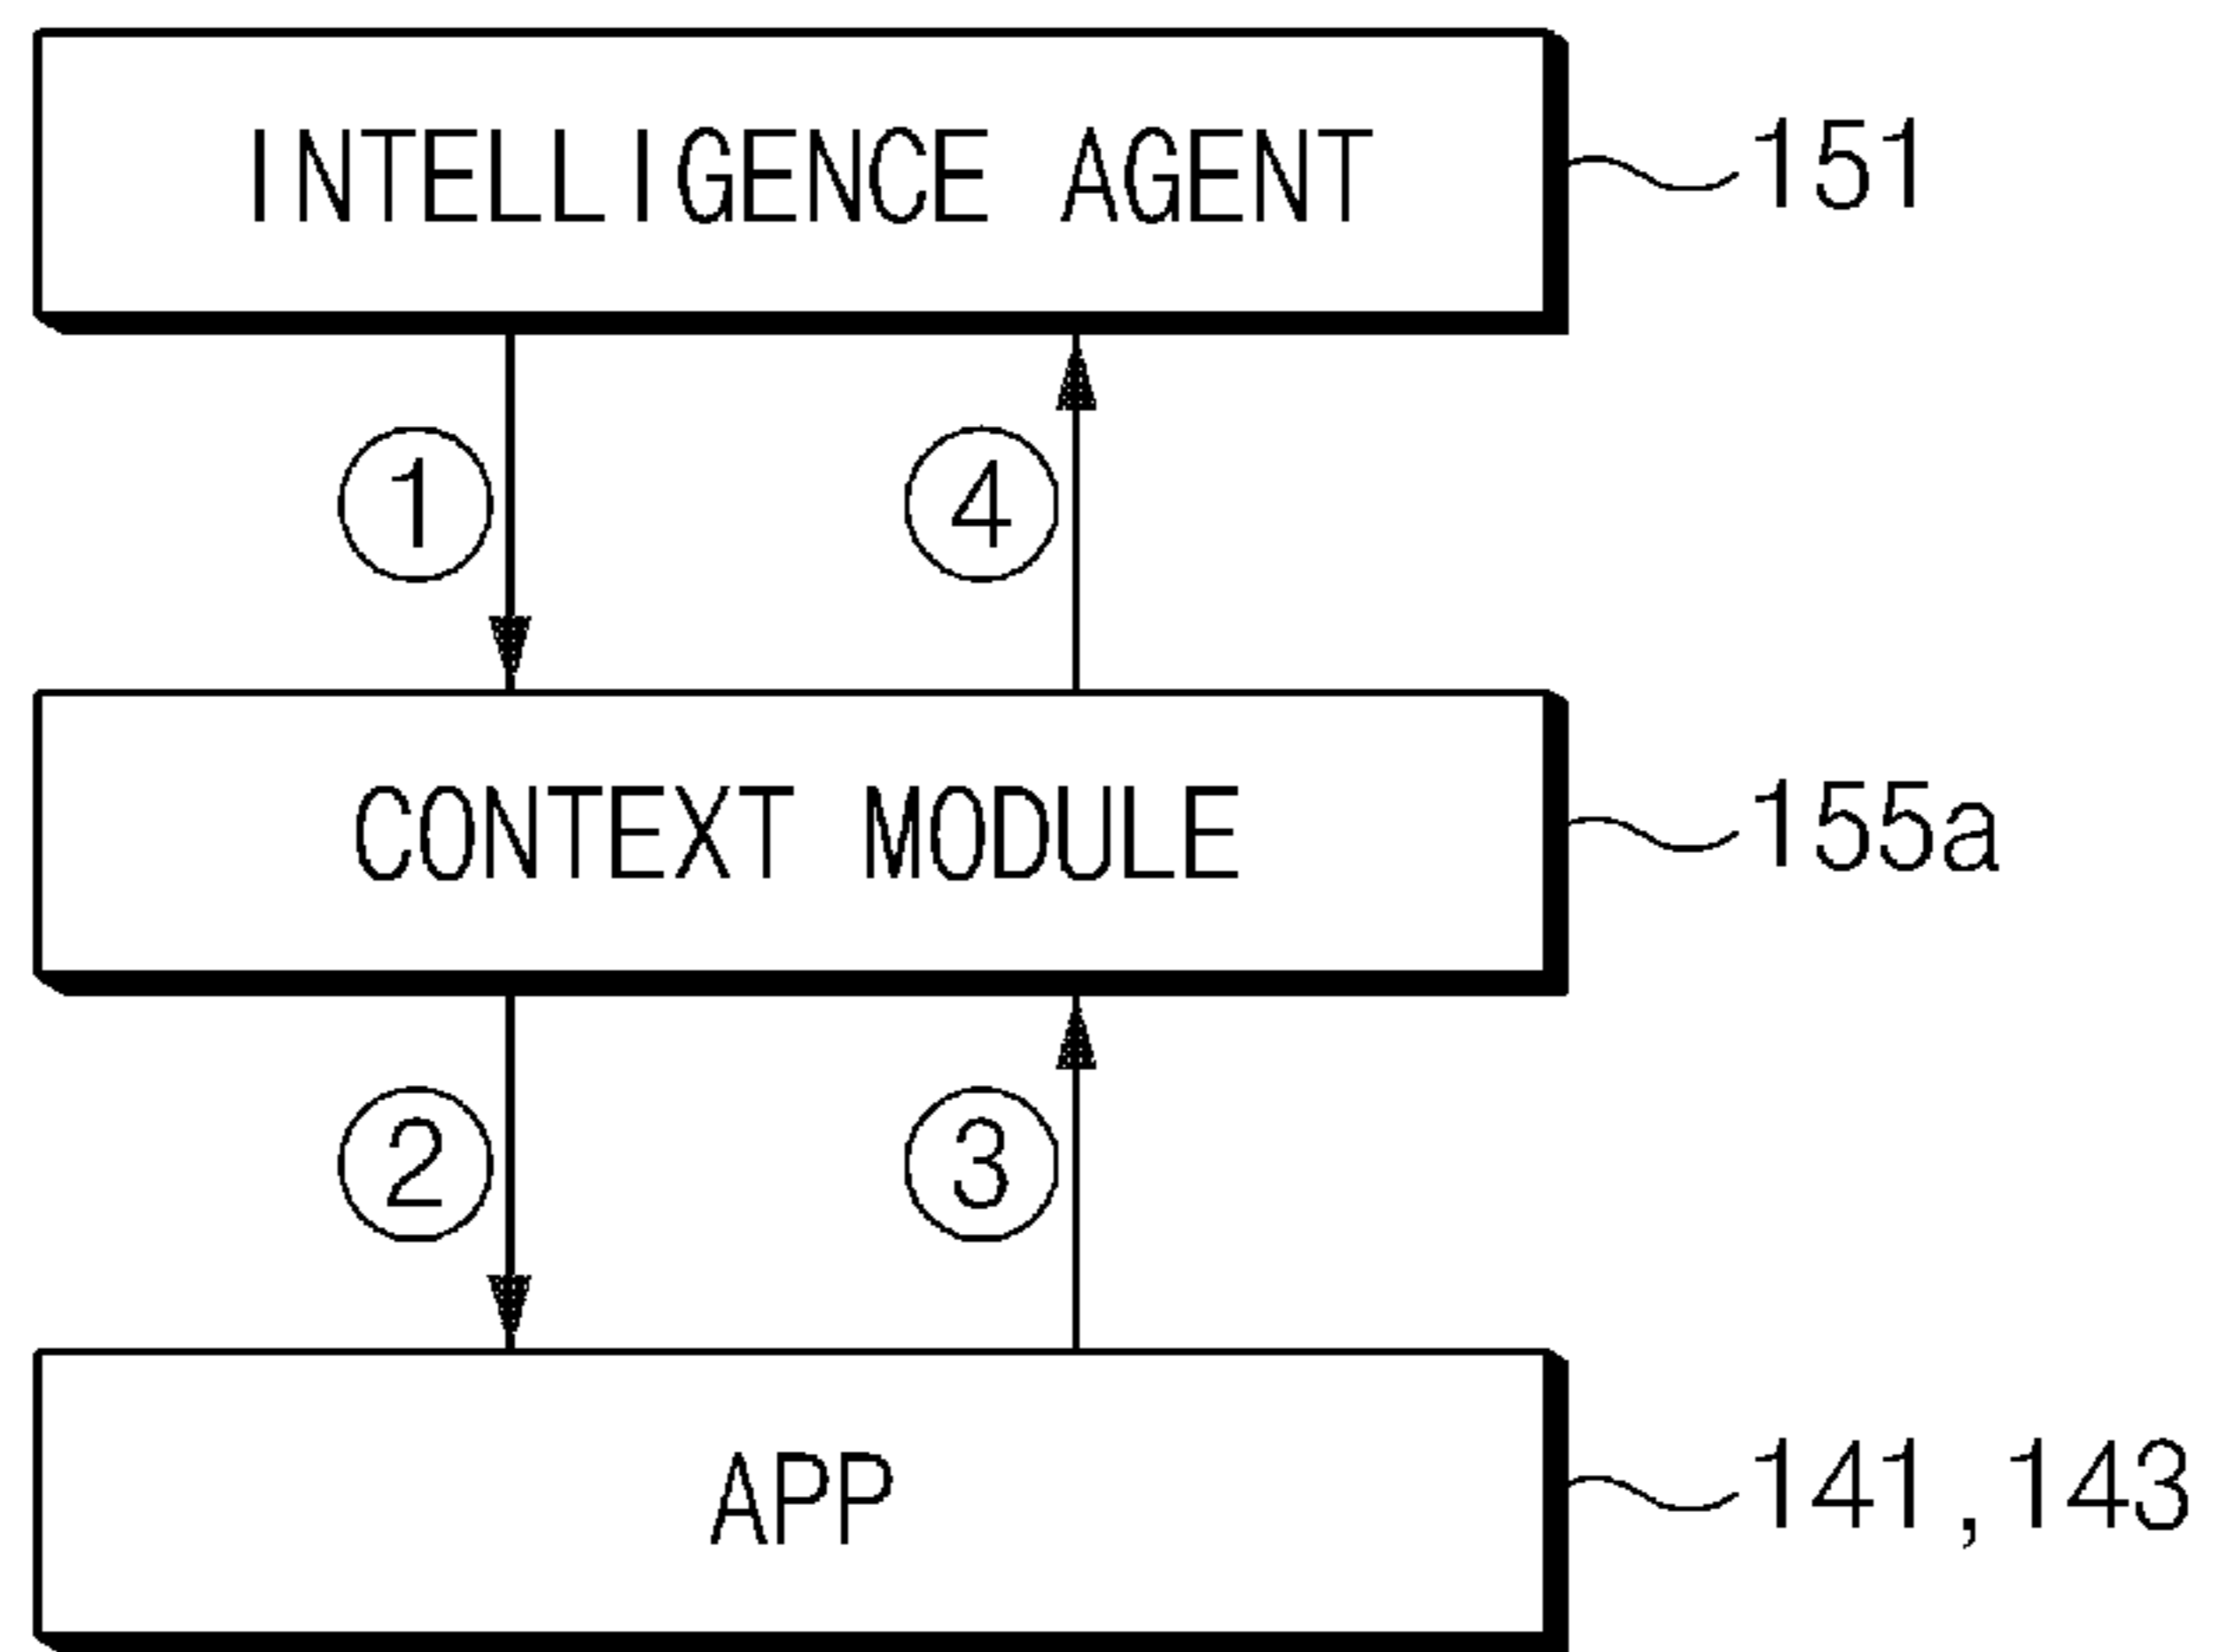 INTELLIGENCE AGENT
151
1
4
CONTEXT MODULE
155a
2
3
APP
141,143